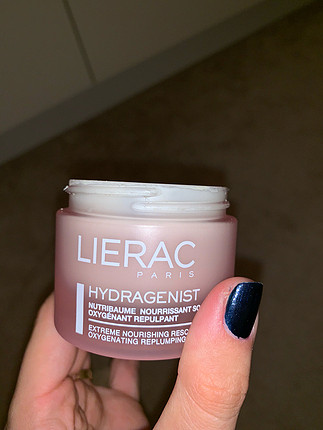 LIERAC
PARIS
HYDRAGENIST
NUTRIBAUME NOURRISSANT
OXYGÉNANT REPULPANT
EXTREME NOURISHING
OXYGENATING REPLUMPING